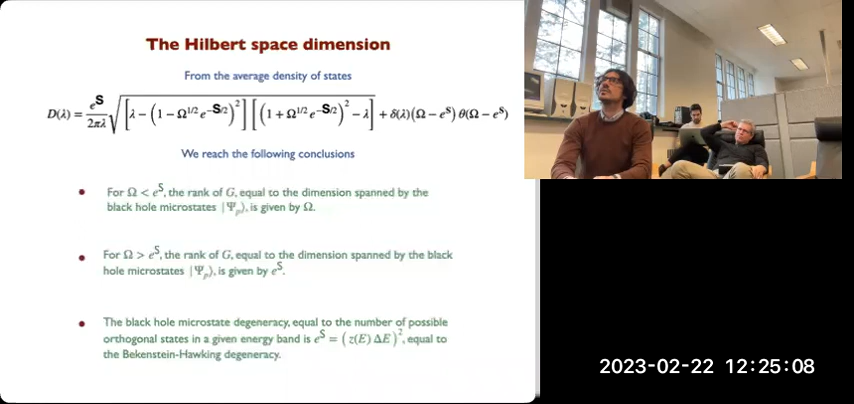 The Hilbert space dimension
From the average density of states
D(λ) = e^S/2πλ √[λ − (1 − Ω^1/2 e^−S/2)^2][(1 + Ω^1/2 e^−S/2)^2 − λ] + δ(λ)(Ω − e^S) θ(Ω − e^S)
We reach the following conclusions
• For Ω < e^S, the rank of G, equal to the dimension spanned by the
black hole microstates |Ψ_p⟩, is given by Ω.
• For Ω > e^S, the rank of G, equal to the dimension spanned by the black
hole microstates |Ψ_p⟩, is given by e^S.
• The black hole microstate degeneracy, equal to the number of possible
orthogonal states in a given energy band is e^S = (z(E) ΔE)^2, equal to
the Bekenstein-Hawking degeneracy.
2023-02-22 12:25:08